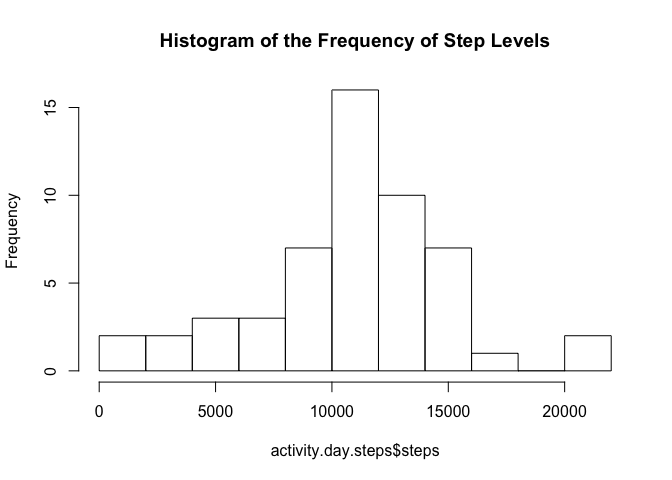 Histogram of the Frequency of Step Levels
Frequency
15
10
5
0
0 5000 10000 15000 20000
activity.day.steps$steps